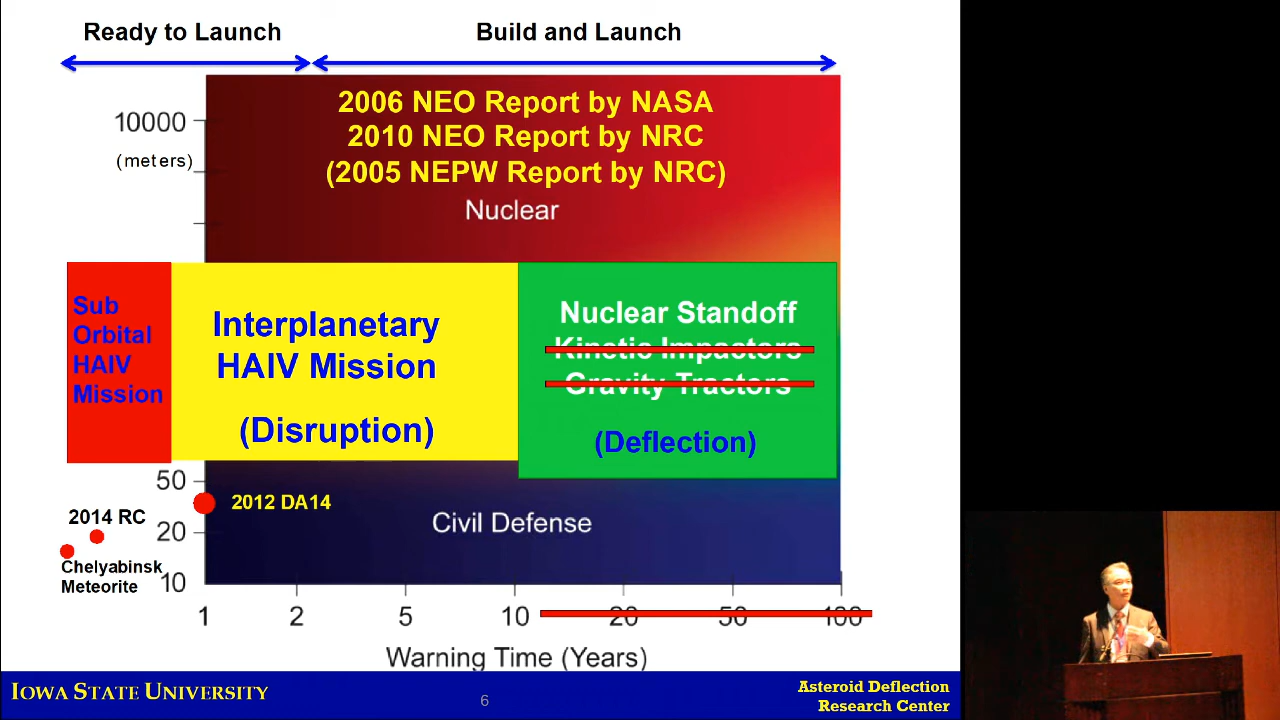 Ready to Launch
Build and Launch
2006 NEO Report by NASA
2010 NEO Report by NRC
(2005 NEPW Report by NRC)
Nuclear
10000
(meters)
Sub
Orbital
HAIV
Mission
Interplanetary
HAIV Mission
(Disruption)
Nuclear Standoff
Kinetic Impactors
Gravity Tractors
(Deflection)
50
2012 DA14
2014 RC
20
Civil Defense
Chelyabinsk
Meteorite
10
1 2 5 10 20 50 100
Warning Time (Years)
IOWA STATE UNIVERSITY
6
Asteroid Deflection
Research Center